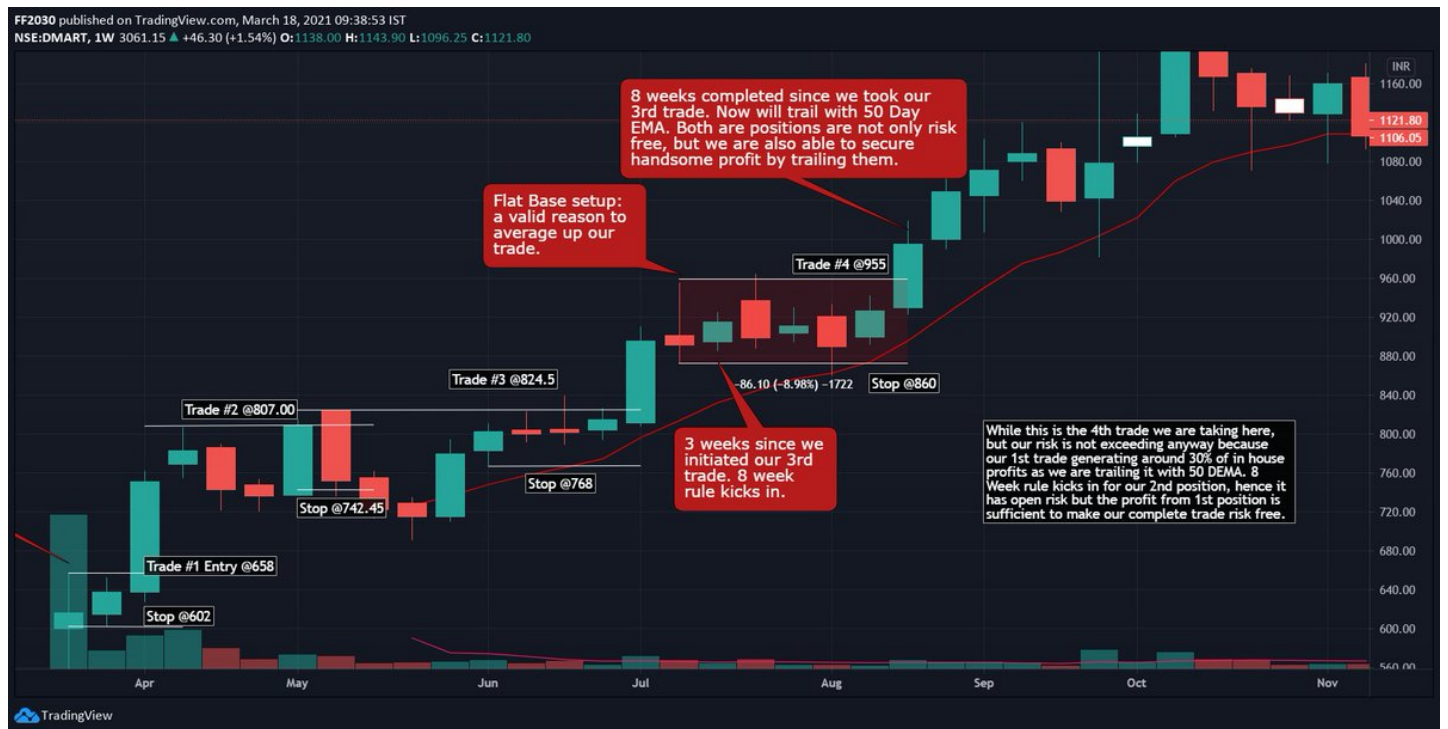 FF2030 published on TradingView.com, March 18, 2021 09:38:53 IST
NSE:DMART, 1W 3061.15 ▲ +46.30 (+1.54%) O:1138.00 H:1143.90 L:1096.25 C:1121.80
INR
8 weeks completed since we took our
3rd trade. Now will trail with 50 Day
EMA. Both are positions are not only risk
free, but we are also able to secure
handsome profit by trailing them.
Flat Base setup:
a valid reason to
average up our
trade.
Trade #4 @955
-86.10 (-8.98%) -1722
Stop @860
Trade #3 @824.5
Trade #2 @807.00
Stop @768
Stop @742.45
3 weeks since we
initiated our 3rd
trade. 8 week
rule kicks in.
While this is the 4th trade we are taking here,
but our risk is not exceeding anyway because
our 1st trade generating around 30% of in house
profits as we are trailing it with 50 DEMA. 8
Week rule kicks in for our 2nd position, hence it
has open risk but the profit from 1st position is
sufficient to make our complete trade risk free.
Trade #1 Entry @658
Stop @602
1160.00
1121.80
1106.05
1080.00
1040.00
1000.00
960.00
920.00
880.00
840.00
800.00
760.00
720.00
680.00
640.00
600.00
560.00
Apr May Jun Jul Aug Sep Oct Nov
TradingView